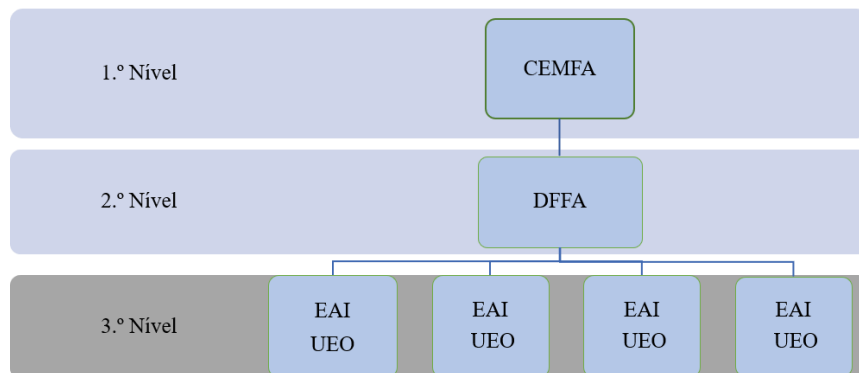 1.º Nível
CEMFA
2.º Nível
DFFA
3.º Nível
EAI
UEO
EAI
UEO
EAI
UEO
EAI
UEO